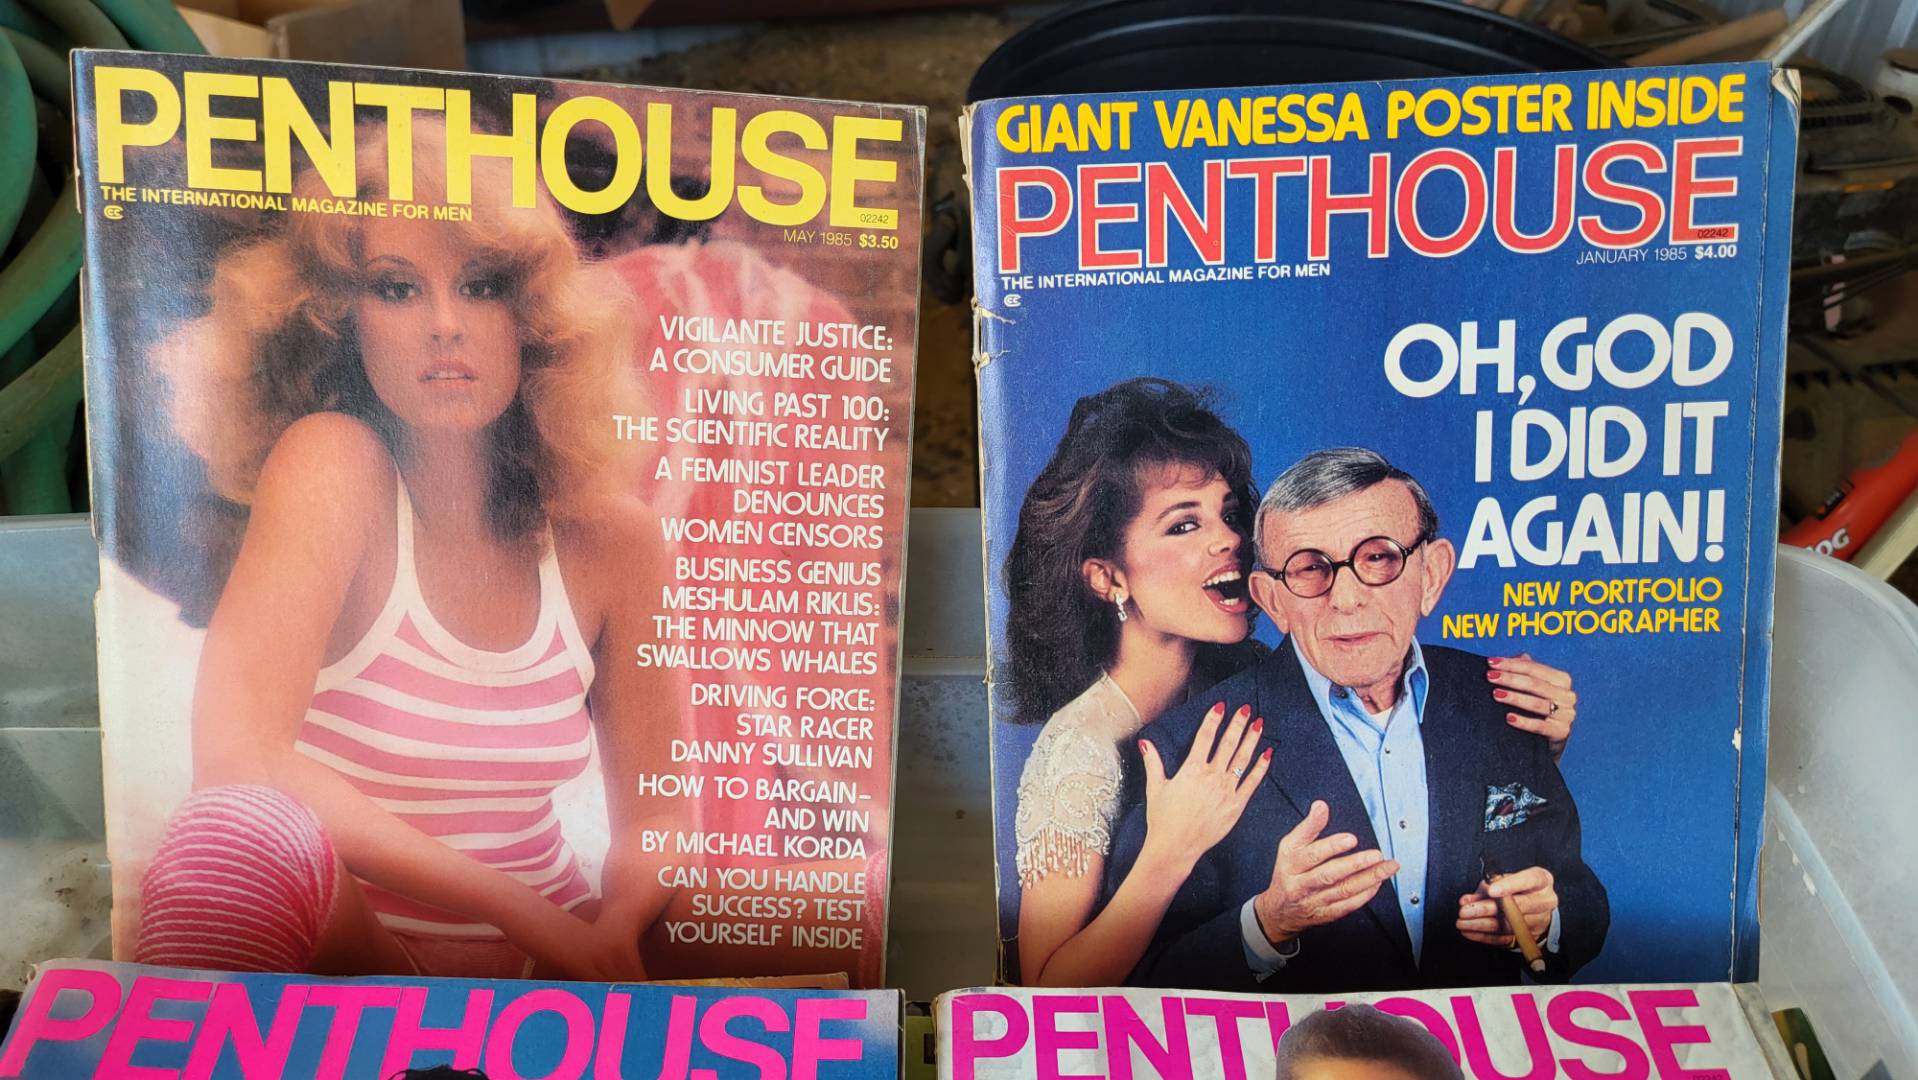 PENTHOUSE
THE INTERNATIONAL MAGAZINE FOR MEN
02242
MAY 1985 $3.50
VIGILANTE JUSTICE:
A CONSUMER GUIDE
LIVING PAST 100:
THE SCIENTIFIC REALITY
A FEMINIST LEADER
DENOUNCES
WOMEN CENSORS
BUSINESS GENIUS
MESHULAM RIKLIS:
THE MINNOW THAT
SWALLOWS WHALES
DRIVING FORCE:
STAR RACER
DANNY SULLIVAN
HOW TO BARGAIN–
AND WIN
BY MICHAEL KORDA
CAN YOU HANDLE
SUCCESS? TEST
YOURSELF INSIDE
GIANT VANESSA POSTER INSIDE
PENTHOUSE
02242
THE INTERNATIONAL MAGAZINE FOR MEN
JANUARY 1985 $4.00
OH, GOD
I DID IT
AGAIN!
NEW PORTFOLIO
NEW PHOTOGRAPHER
PENTHOUSE
PENTHOUSE